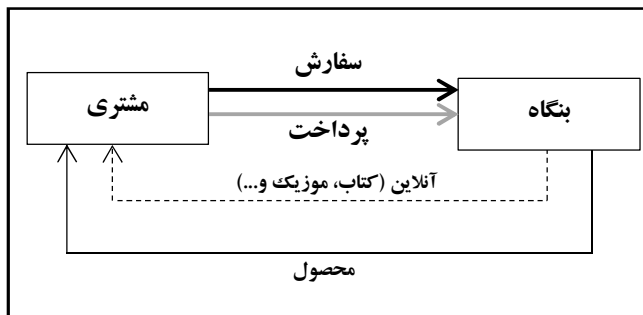 سفارش
مشتری
بنگاه
پرداخت
آنلاین (کتاب، موزیک و...)
محصول